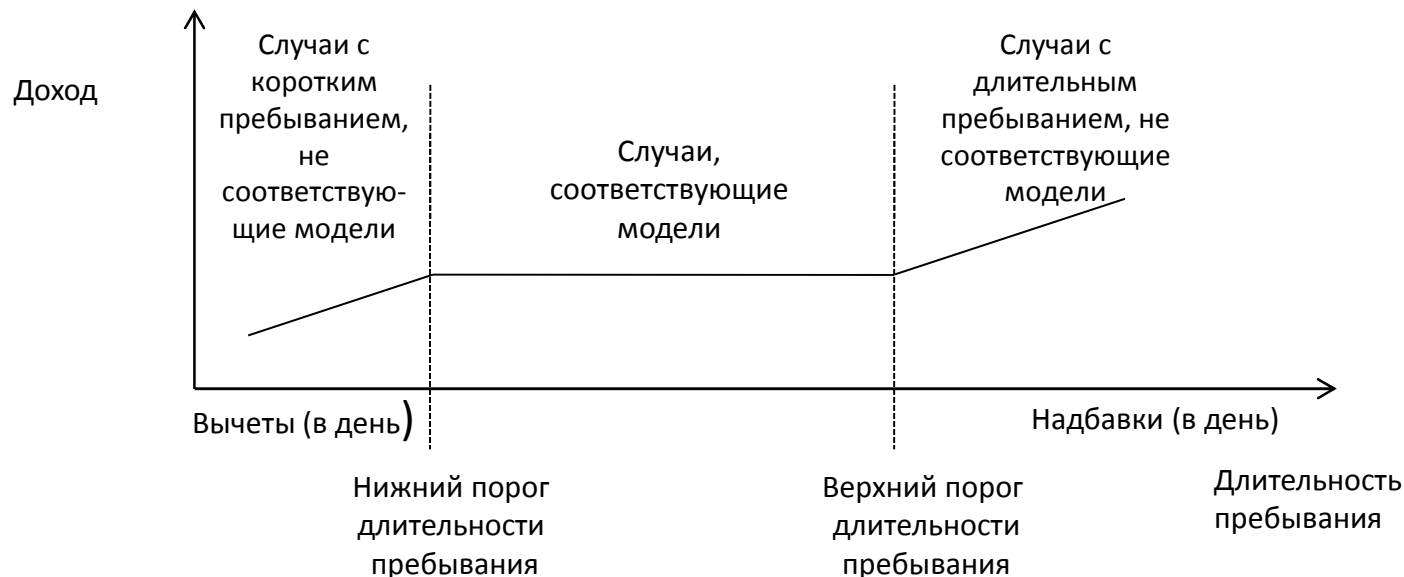 Доход
Случаи с
коротким
пребыванием,
не
соответствую-
щие модели
Случаи,
соответствующие
модели
Случаи с
длительным
пребыванием, не
соответствующие
модели
Вычеты (в день)
Надбавки (в день)
Нижний порог
длительности
пребывания
Верхний порог
длительности
пребывания
Длительность
пребывания